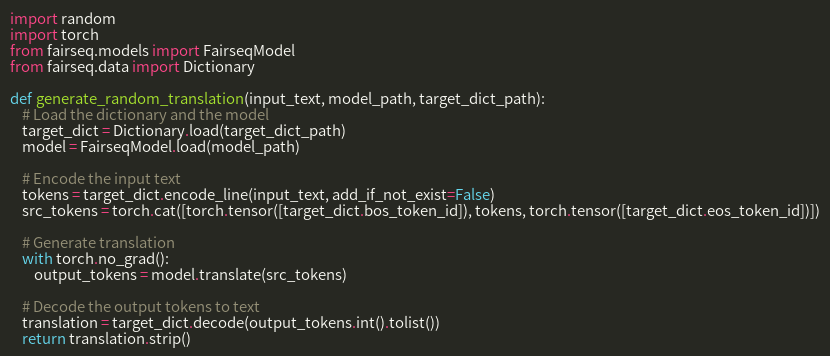 import random
import torch
from fairseq.models import FairseqModel
from fairseq.data import Dictionary
def generate_random_translation(input_text, model_path, target_dict_path):
# Load the dictionary and the model
target_dict = Dictionary.load(target_dict_path)
model = FairseqModel.load(model_path)
# Encode the input text
tokens = target_dict.encode_line(input_text, add_if_not_exist=False)
src_tokens = torch.cat([torch.tensor([target_dict.bos_token_id]), tokens, torch.tensor([target_dict.eos_token_id])])
# Generate translation
with torch.no_grad():
output_tokens = model.translate(src_tokens)
# Decode the output tokens to text
translation = target_dict.decode(output_tokens.int().tolist())
return translation.strip()